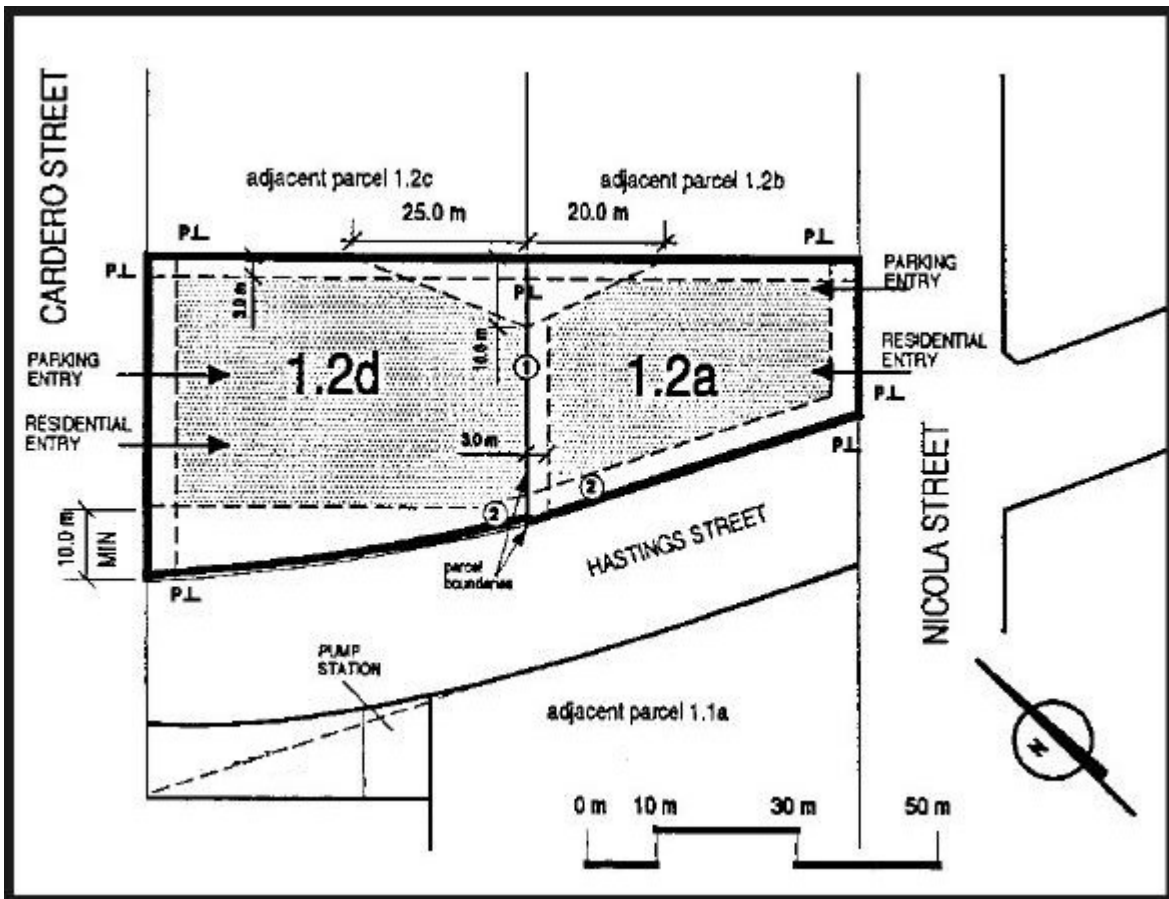 CARDERO STREET
adjacent parcel 1.2c
adjacent parcel 1.2b
25.0 m
20.0 m
P.L.
P.L.
P.L.
P.L.
PARKING
ENTRY
3.0 m
10.0 m
1
1.2d
1.2a
PARKING
ENTRY
RESIDENTIAL
ENTRY
P.L.
RESIDENTIAL
ENTRY
3.0 m
P.L.
2
2
10.0 m
MIN
parcel
boundaries
HASTINGS STREET
P.L.
NICOLA STREET
PUMP
STATION
adjacent parcel 1.1a
N
0 m 10 m 30 m 50 m